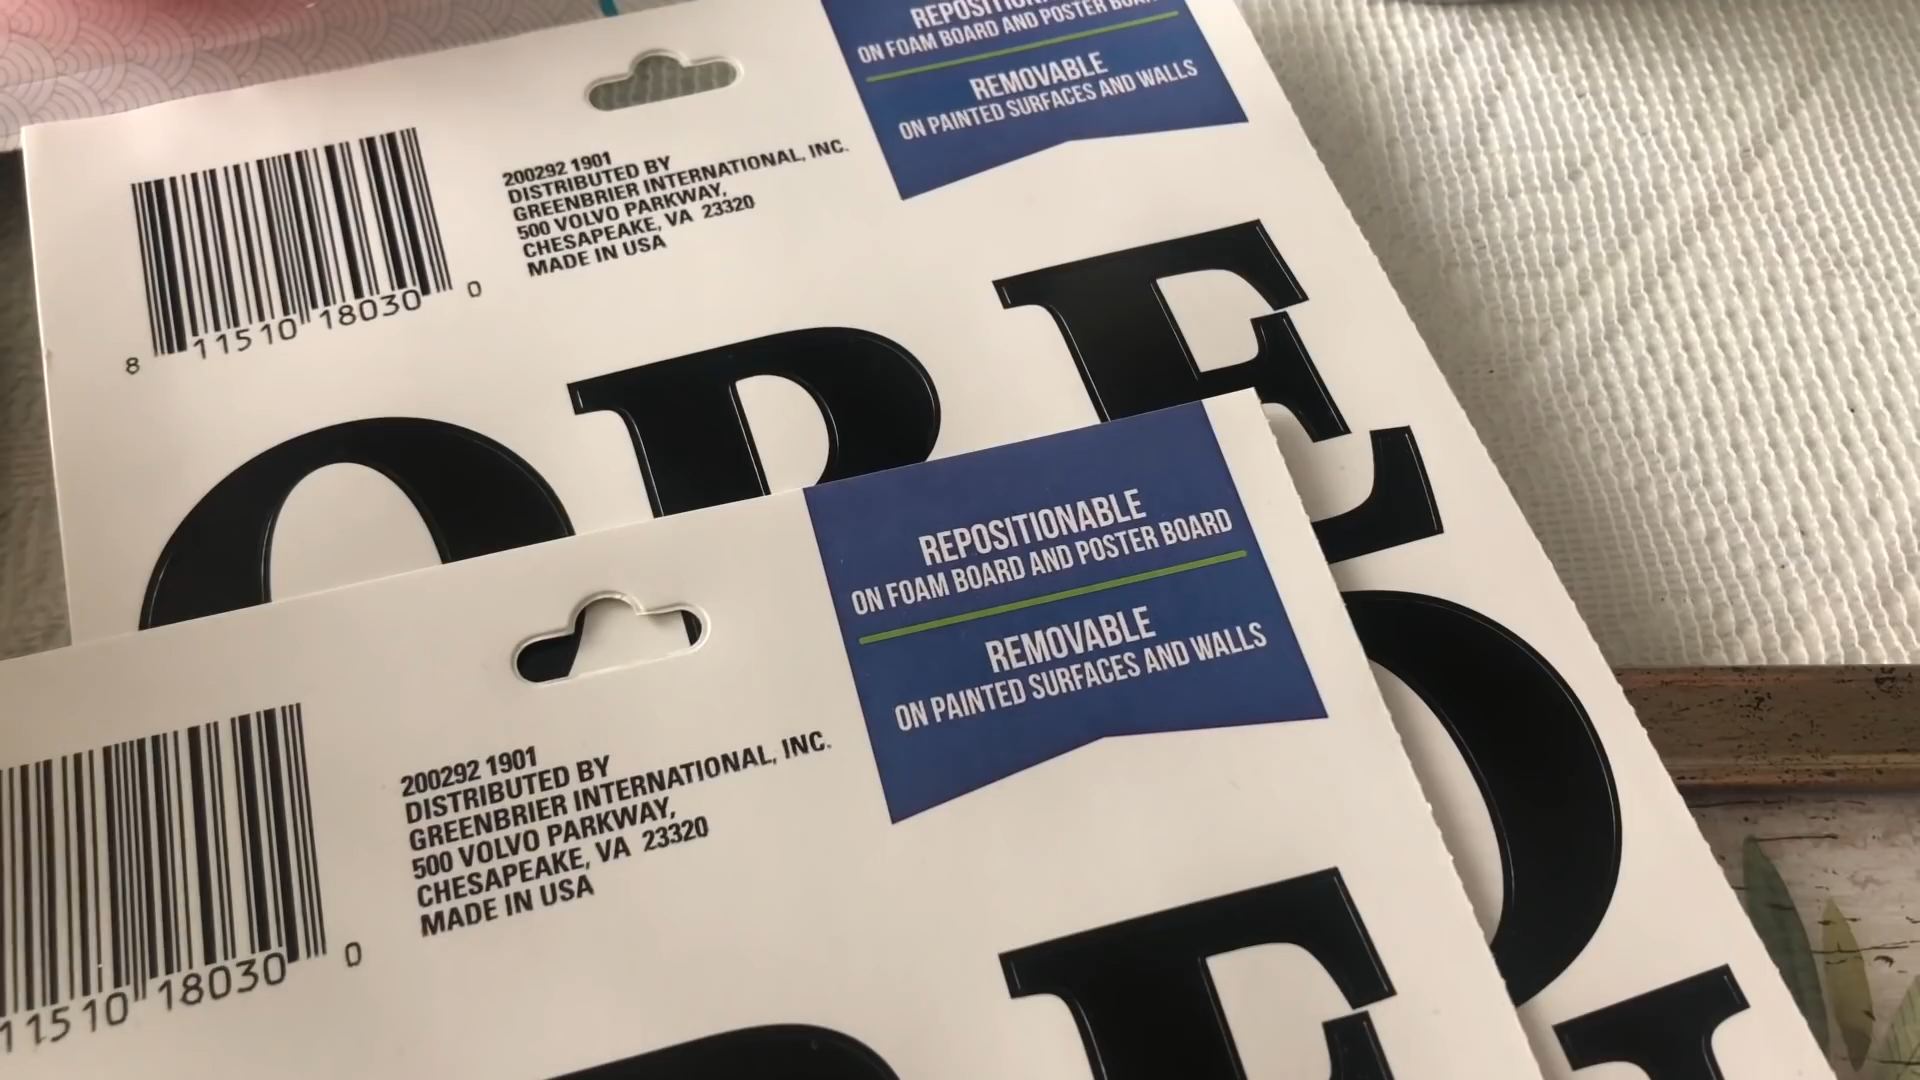 ON FOAM BOARD AND POSTER
REMOVABLE
ON PAINTED SURFACES AND WALLS
200292 1901
DISTRIBUTED BY
GREENBRIER INTERNATIONAL, INC.
500 VOLVO PARKWAY,
CHESAPEAKE, VA 23320
MADE IN USA
8 11510 18030 0
E
REPOSITIONABLE
ON FOAM BOARD AND POSTER BOARD
REMOVABLE
ON PAINTED SURFACES AND WALLS
200292 1901
DISTRIBUTED BY
GREENBRIER INTERNATIONAL, INC.
500 VOLVO PARKWAY,
CHESAPEAKE, VA 23320
MADE IN USA
11510 18030 0